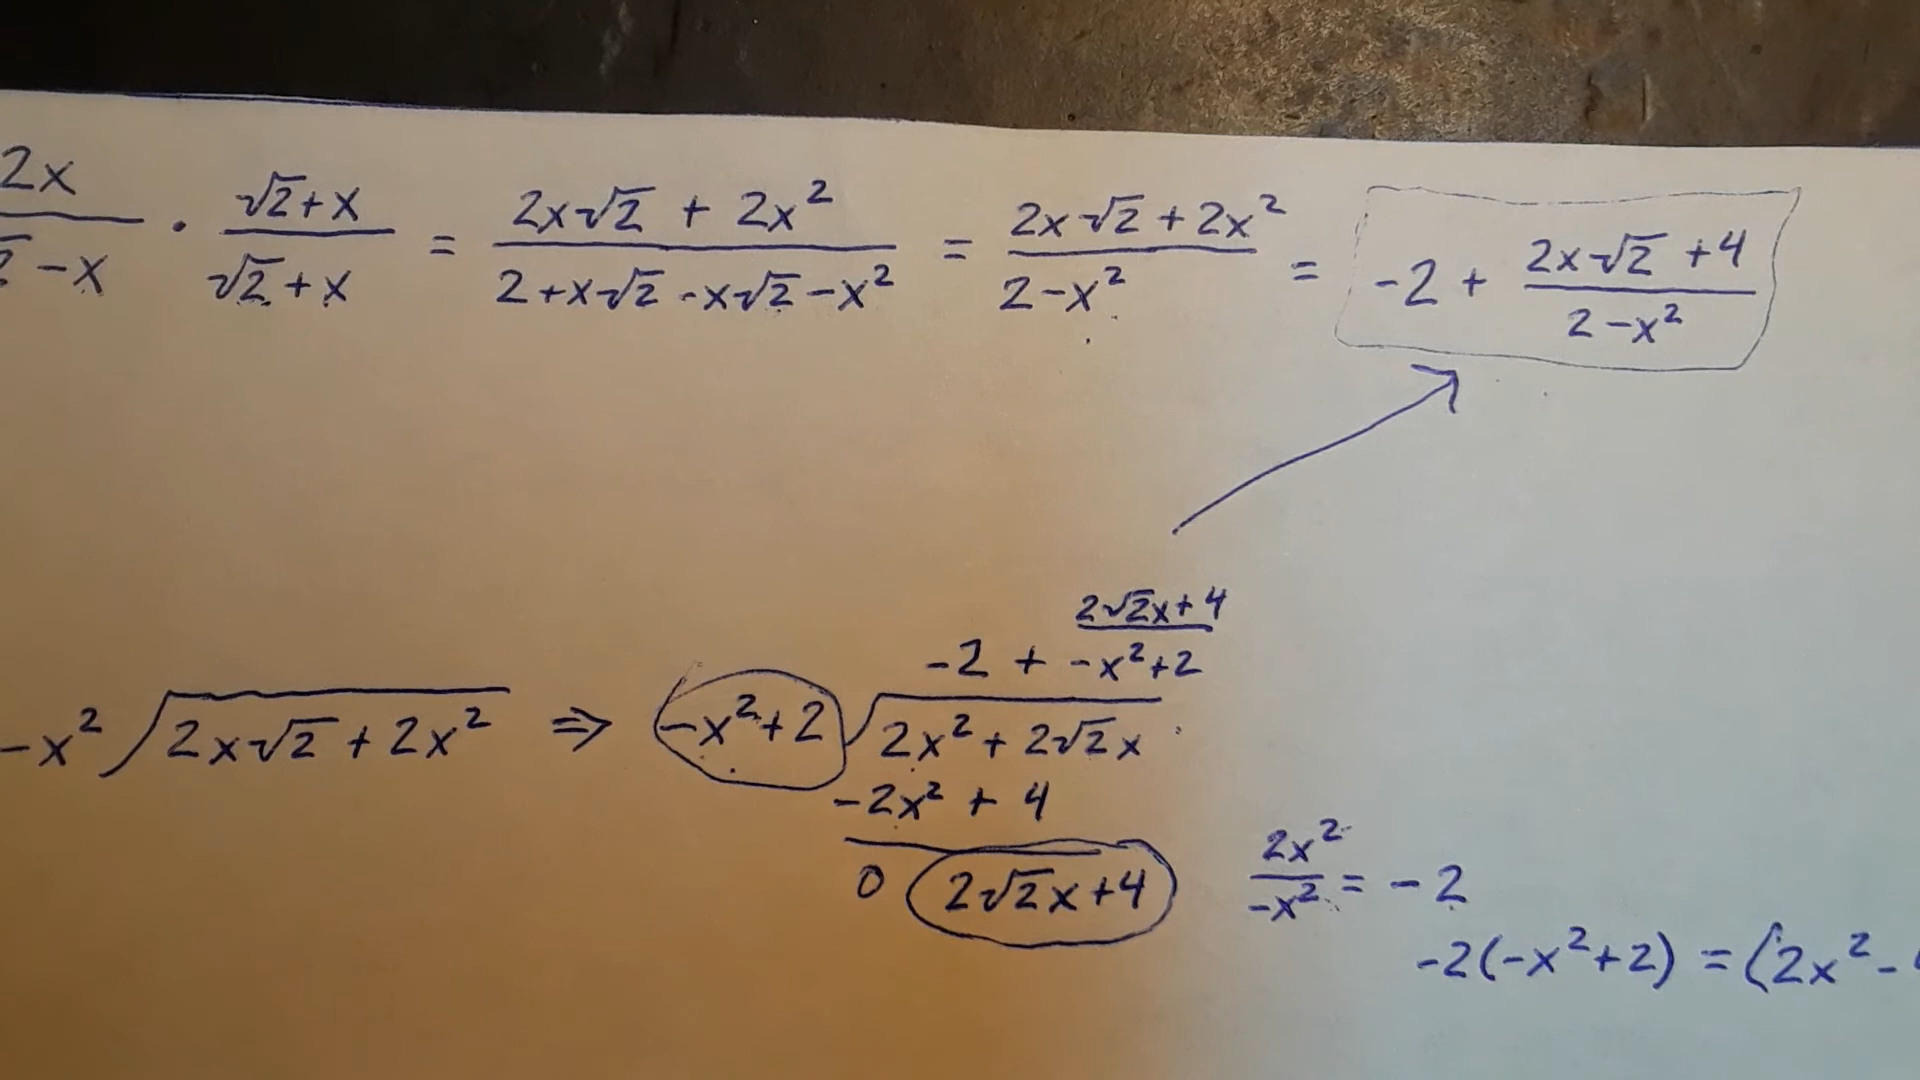 2x/(√2 - x) · (√2 + x)/(√2 + x) = (2x√2 + 2x²)/(2 + x√2 - x√2 - x²) = (2x√2 + 2x²)/(2 - x²) = -2 + (2x√2 + 4)/(2 - x²)
-2 + (2√2x + 4)/(-x² + 2)
-x² ⟌ 2x√2 + 2x² ⇒ -x² + 2 ⟌ 2x² + 2√2x
-2x² + 4
0 2√2x + 4
2x²/-x² = -2
-2(-x² + 2) = (2x² -